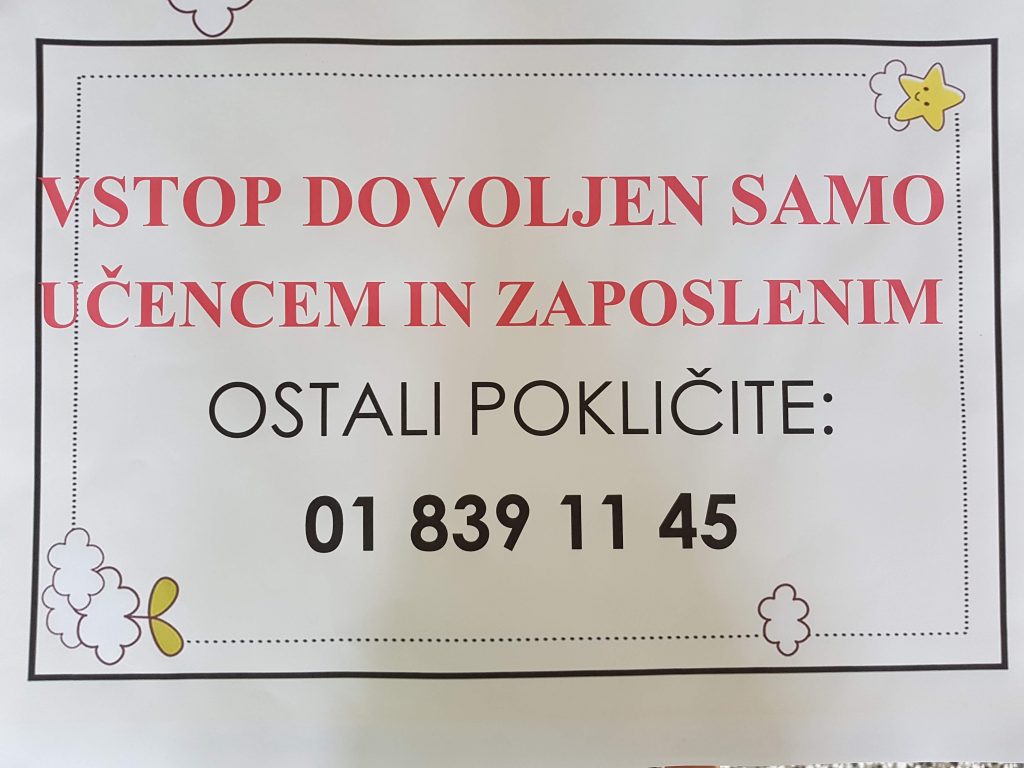 VSTOP DOVOLJEN SAMO
UČENCEM IN ZAPOSLENIM
OSTALI POKLIČITE:
01 839 11 45